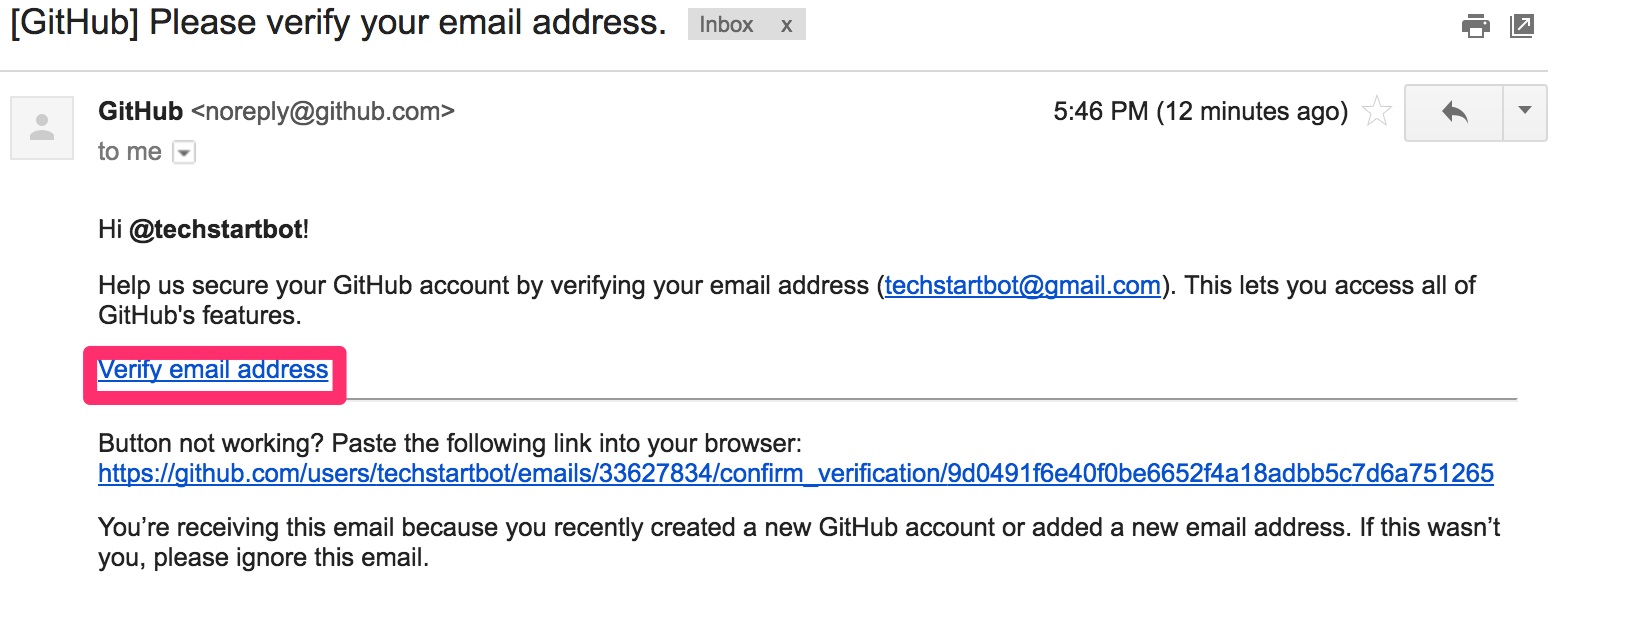 [GitHub] Please verify your email address. Inbox x
GitHub <noreply@github.com> 5:46 PM (12 minutes ago)
to me
Hi @techstartbot!
Help us secure your GitHub account by verifying your email address (techstartbot@gmail.com). This lets you access all of
GitHub's features.
Verify email address
Button not working? Paste the following link into your browser:
https://github.com/users/techstartbot/emails/33627834/confirm_verification/9d0491f6e40f0be6652f4a18adbb5c7d6a751265
You’re receiving this email because you recently created a new GitHub account or added a new email address. If this wasn’t
you, please ignore this email.